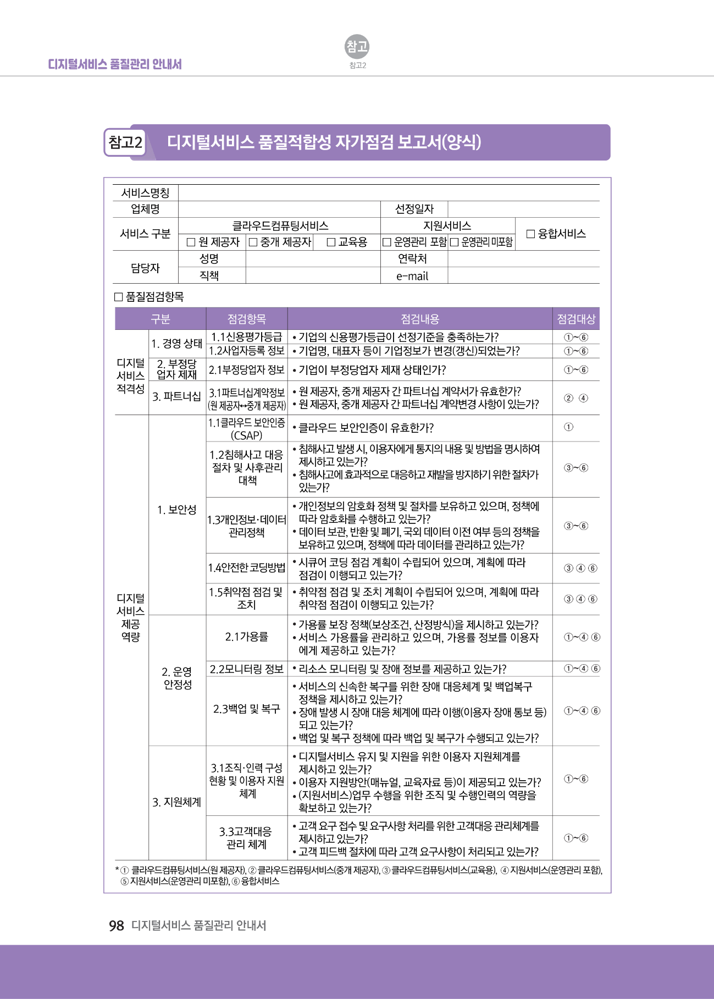 참고
참고2
디지털서비스 품질관리 안내서
참고2 디지털서비스 품질적합성 자가점검 보고서(양식)
서비스명칭
업체명 선정일자
서비스 구분 클라우드컴퓨팅서비스 지원서비스 □ 융합서비스
□ 원 제공자 □ 중개 제공자 □ 교육용 □ 운영관리 포함 □ 운영관리 미포함
담당자 성명 연락처
직책 e-mail
□ 품질점검항목
구분 점검항목 점검내용 점검대상
디지털
서비스
적격성
1. 경영 상태
1.1신용평가등급 • 기업의 신용평가등급이 선정기준을 충족하는가? ①~⑥
1.2사업자등록 정보 • 기업명, 대표자 등이 기업정보가 변경(갱신)되었는가? ①~⑥
2. 부정당
업자 제재
2.1부정당업자 정보 • 기업이 부정당업자 제재 상태인가? ①~⑥
3. 파트너십
3.1파트너십계약정보
(원 제공자↔중개 제공자)
• 원 제공자, 중개 제공자 간 파트너십 계약서가 유효한가?
• 원 제공자, 중개 제공자 간 파트너십 계약변경 사항이 있는가?
② ④
디지털
서비스
제공
역량
1. 보안성
1.1클라우드 보안인증
(CSAP)
• 클라우드 보안인증이 유효한가? ①
1.2침해사고 대응
절차 및 사후관리
대책
• 침해사고 발생 시, 이용자에게 통지의 내용 및 방법을 명시하여
제시하고 있는가?
• 침해사고에 효과적으로 대응하고 재발을 방지하기 위한 절차가
있는가?
③~⑥
1.3개인정보·데이터
관리정책
• 개인정보의 암호화 정책 및 절차를 보유하고 있으며, 정책에
따라 암호화를 수행하고 있는가?
• 데이터 보관, 반환 및 폐기, 국외 데이터 이전 여부 등의 정책을
보유하고 있으며, 정책에 따라 데이터를 관리하고 있는가?
③~⑥
1.4안전한 코딩방법
• 시큐어 코딩 점검 계획이 수립되어 있으며, 계획에 따라
점검이 이행되고 있는가?
③ ④ ⑥
1.5취약점 점검 및
조치
• 취약점 점검 및 조치 계획이 수립되어 있으며, 계획에 따라
취약점 점검이 이행되고 있는가?
③ ④ ⑥
2. 운영
안정성
2.1가용률
• 가용률 보장 정책(보상조건, 산정방식)을 제시하고 있는가?
• 서비스 가용률을 관리하고 있으며, 가용률 정보를 이용자
에게 제공하고 있는가?
①~④ ⑥
2.2모니터링 정보 • 리소스 모니터링 및 장애 정보를 제공하고 있는가? ①~④ ⑥
2.3백업 및 복구
• 서비스의 신속한 복구를 위한 장애 대응체계 및 백업복구
정책을 제시하고 있는가?
• 장애 발생 시 장애 대응 체계에 따라 이행(이용자 장애 통보 등)
되고 있는가?
• 백업 및 복구 정책에 따라 백업 및 복구가 수행되고 있는가?
①~④ ⑥
3. 지원체계
3.1조직·인력 구성
현황 및 이용자 지원
체계
• 디지털서비스 유지 및 지원을 위한 이용자 지원체계를
제시하고 있는가?
• 이용자 지원방안(매뉴얼, 교육자료 등)이 제공되고 있는가?
• (지원서비스)업무 수행을 위한 조직 및 수행인력의 역량을
확보하고 있는가?
①~⑥
3.3고객대응
관리 체계
• 고객 요구 접수 및 요구사항 처리를 위한 고객대응 관리체계를
제시하고 있는가?
• 고객 피드백 절차에 따라 고객 요구사항이 처리되고 있는가?
①~⑥
* ① 클라우드컴퓨팅서비스(원 제공자), ② 클라우드컴퓨팅서비스(중개 제공자), ③ 클라우드컴퓨팅서비스(교육용), ④ 지원서비스(운영관리 포함),
⑤ 지원서비스(운영관리 미포함), ⑥ 융합서비스
98 디지털서비스 품질관리 안내서